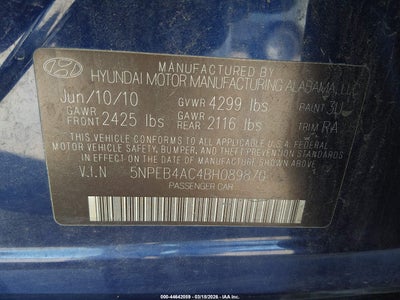 MANUFACTURED BY
HYUNDAI MOTOR MANUFACTURING ALABAMA, LLC
Jun/10/10 GVWR 4299 lbs PAINT 3U
GAWR FRONT 2425 lbs GAWR REAR 2116 lbs TRIM RA
THIS VEHICLE CONFORMS TO ALL APPLICABLE U.S. FEDERAL
MOTOR VEHICLE SAFETY, BUMPER, AND THEFT PREVENTION
STANDARDS IN EFFECT ON THE DATE OF MANUFACTURE SHOWN ABOVE.
V.I.N 5NPEB4AC4BH089870
PASSENGER CAR
000-44642059 - 03/18/2026 - IAA Inc.